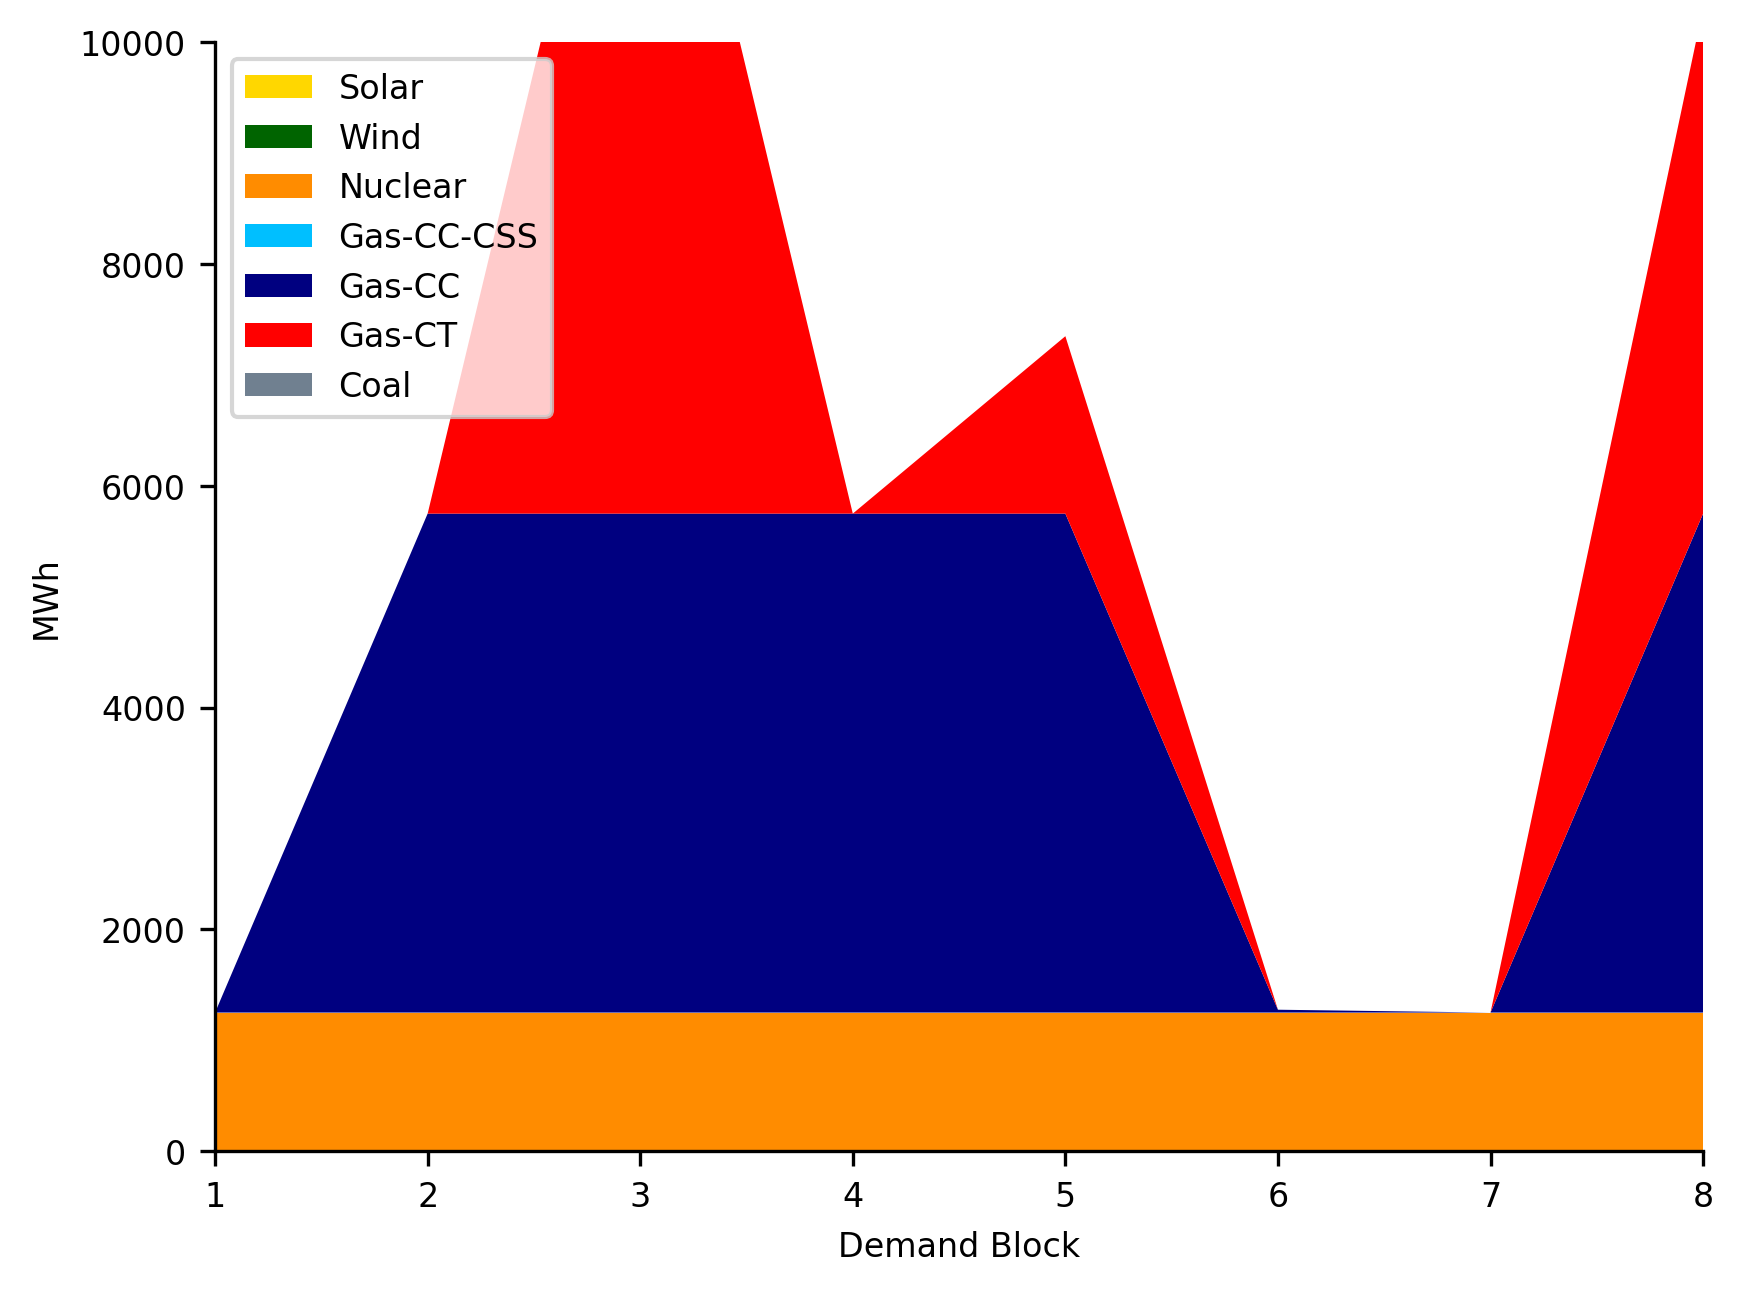 10000
8000
6000
4000
2000
0
MWh
Solar
Wind
Nuclear
Gas-CC-CSS
Gas-CC
Gas-CT
Coal
1 2 3 4 5 6 7 8
Demand Block